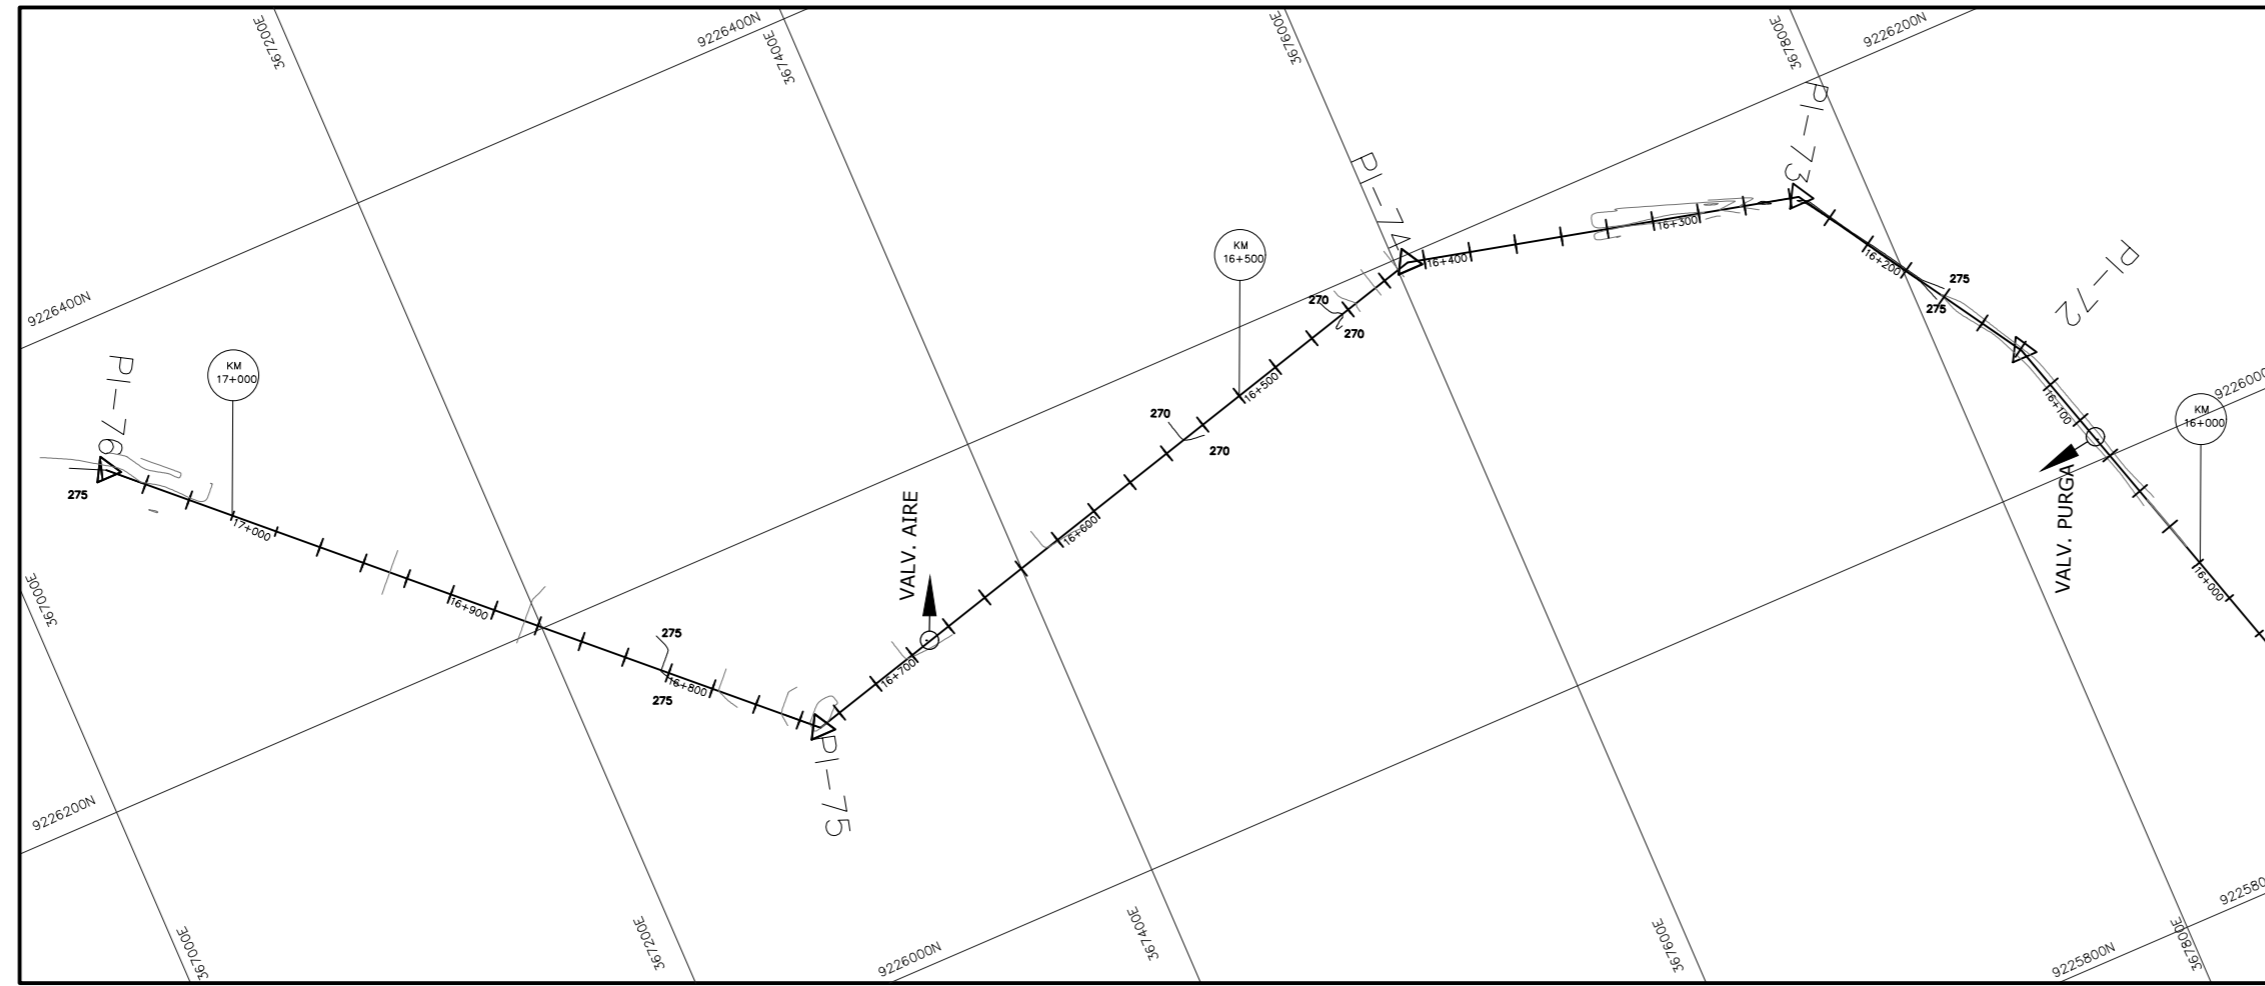 367200E
9226400N
367400E
367600E
367800E
9226200N
PI-73
PI-74
PI-72
KM
16+500
275
275
16+200
16+300
16+400
9226400N
270
270
PI-76
KM
17+000
16+500
16+100
KM
16+000
270
270
275
17+000
VALV. AIRE
16+600
VALV. PURGA
16+000
367000E
16+900
275
16+800
275
16+700
PI-75
9226200N
367000E
367200E
9226000N
367400E
367600E
9225800N
367800E